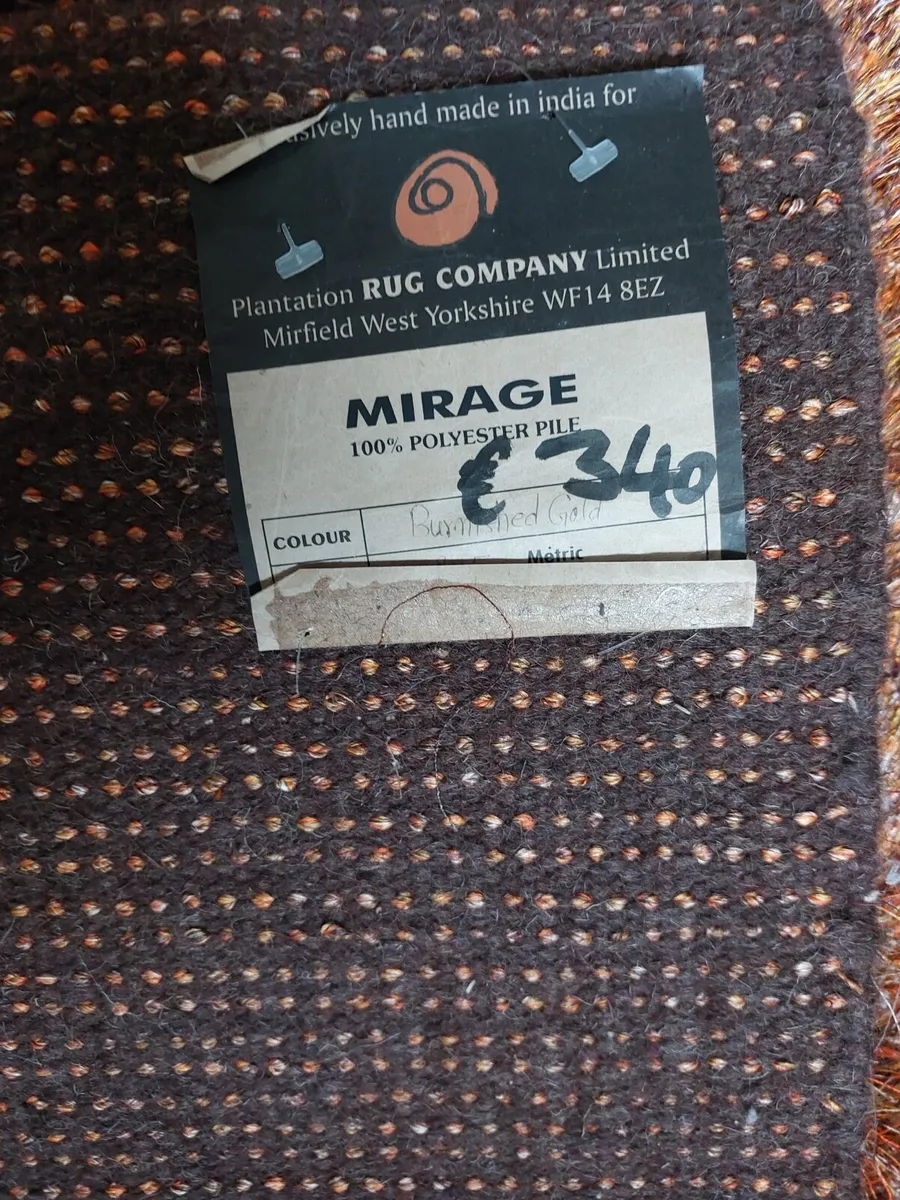 hand made in india for
Plantation RUG COMPANY Limited
Mirfield West Yorkshire WF14 8EZ
MIRAGE
100% POLYESTER PILE
€340
COLOUR Burnished Gold
Metric